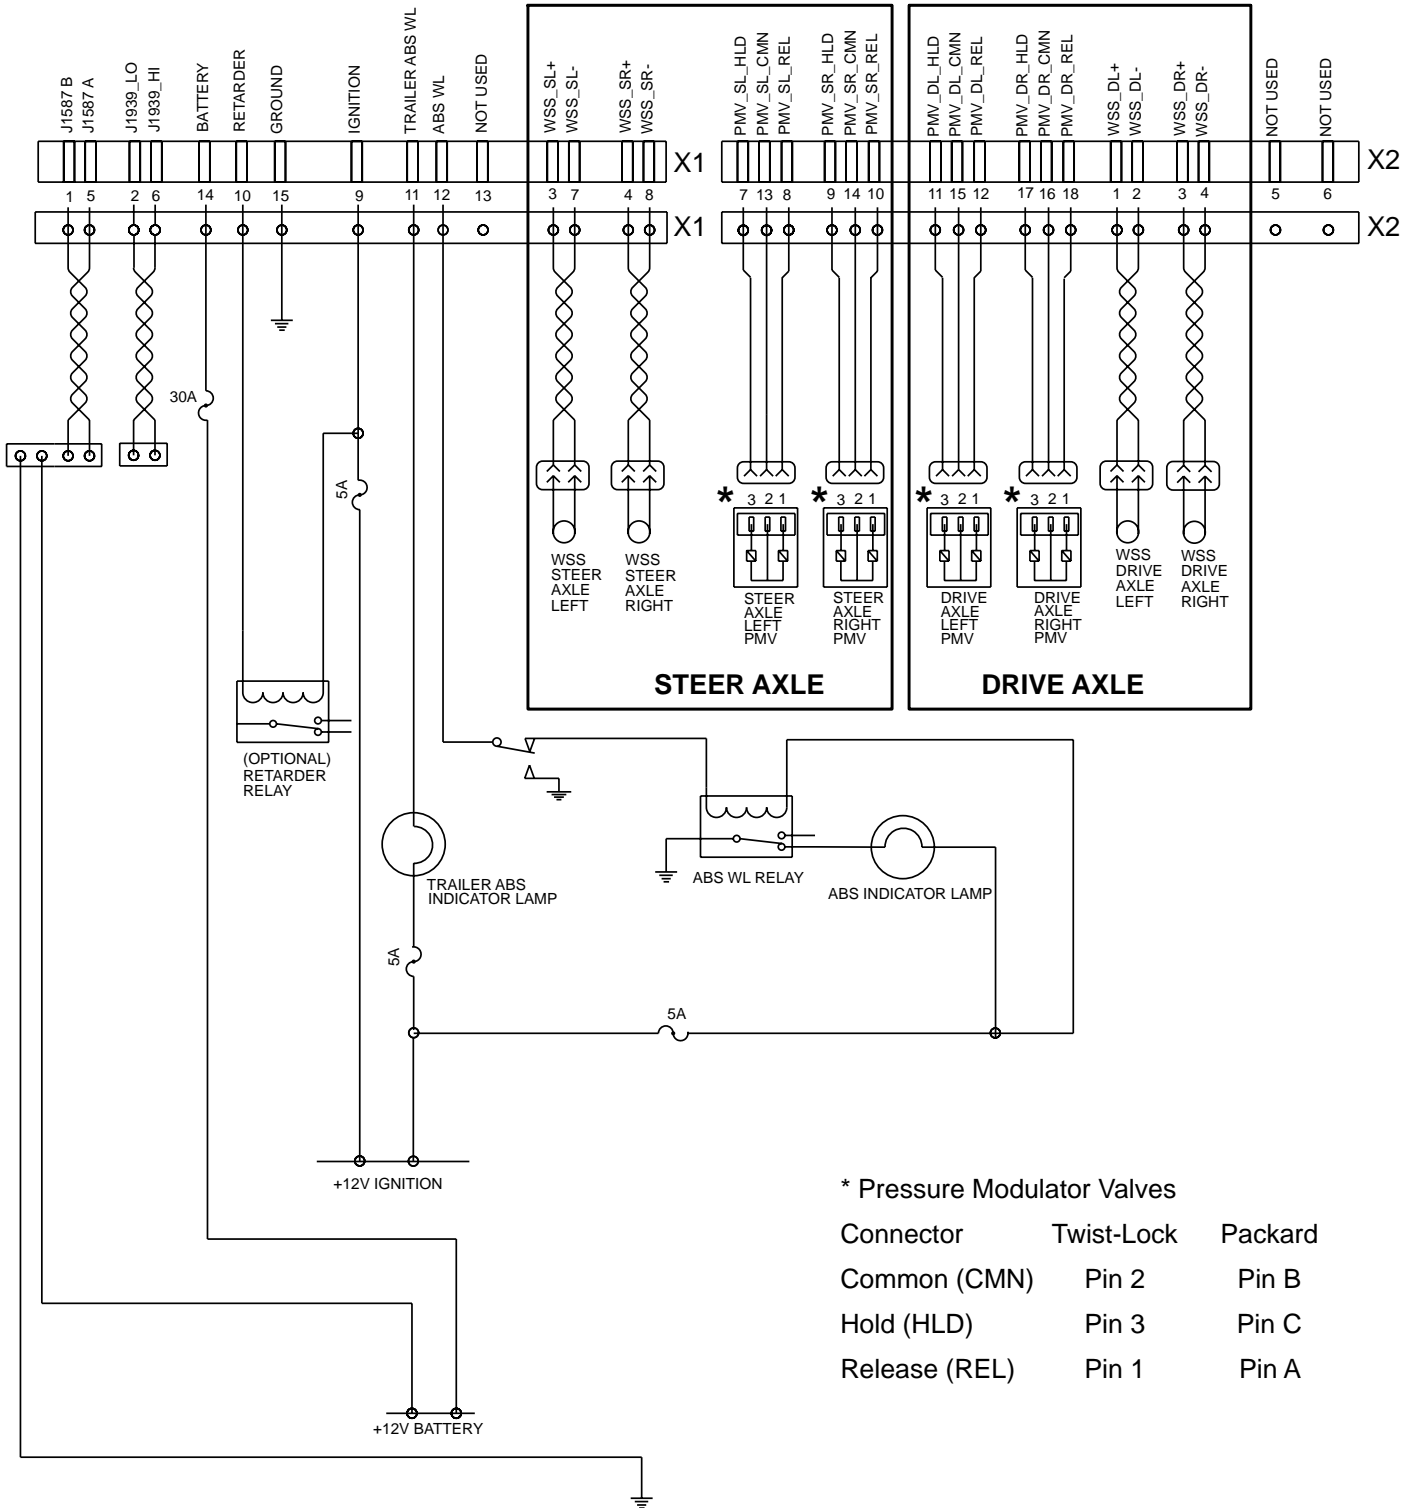 J1587 B
J1587 A
J1939_LO
J1939_HI
BATTERY
RETARDER
GROUND
IGNITION
TRAILER ABS WL
ABS WL
NOT USED
WSS_SL+
WSS_SL-
WSS_SR+
WSS_SR-
PMV_SL_HLD
PMV_SL_CMN
PMV_SL_REL
PMV_SR_HLD
PMV_SR_CMN
PMV_SR_REL
PMV_DL_HLD
PMV_DL_CMN
PMV_DL_REL
PMV_DR_HLD
PMV_DR_CMN
PMV_DR_REL
WSS_DL+
WSS_DL-
WSS_DR+
WSS_DR-
NOT USED
NOT USED
X1
X2
1 5 2 6 14 10 15 9 11 12 13 3 7 4 8 7 13 8 9 14 10 11 15 12 17 16 18 1 2 3 4 5 6
X1
X2
30A
5A
* 3 2 1
* 3 2 1
* 3 2 1
* 3 2 1
WSS
STEER
AXLE
LEFT
WSS
STEER
AXLE
RIGHT
STEER
AXLE
LEFT
PMV
STEER
AXLE
RIGHT
PMV
DRIVE
AXLE
LEFT
PMV
DRIVE
AXLE
RIGHT
PMV
WSS
DRIVE
AXLE
LEFT
WSS
DRIVE
AXLE
RIGHT
STEER AXLE
DRIVE AXLE
(OPTIONAL)
RETARDER
RELAY
TRAILER ABS
INDICATOR LAMP
ABS WL RELAY
ABS INDICATOR LAMP
5A
5A
+12V IGNITION
* Pressure Modulator Valves
Connector Twist-Lock Packard
Common (CMN) Pin 2 Pin B
Hold (HLD) Pin 3 Pin C
Release (REL) Pin 1 Pin A
+12V BATTERY